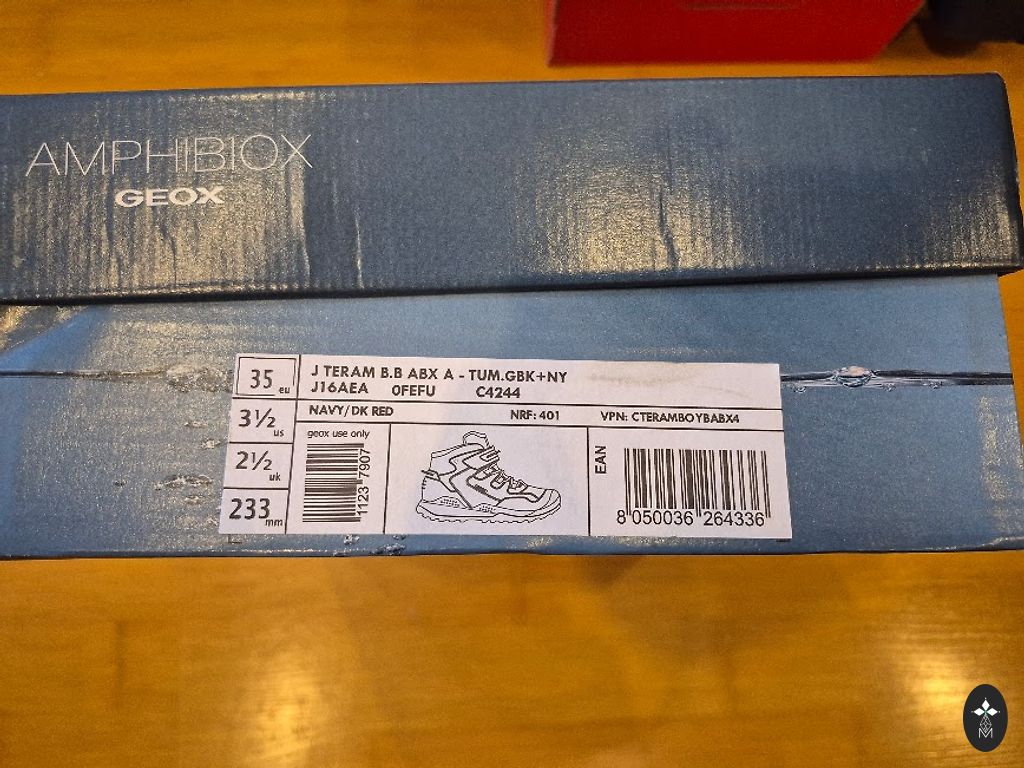 AMPHIBIOX
GEOX
35 eu
J TERAM B.B ABX A - TUM.GBK+NY
J16AEA 0FEFU C4244
3½ us
NAVY/DK RED NRF: 401 VPN: CTERAMBOYBABX4
2½ uk
233 mm
geox use only
1123 7907
EAN
8 050036 264336
M